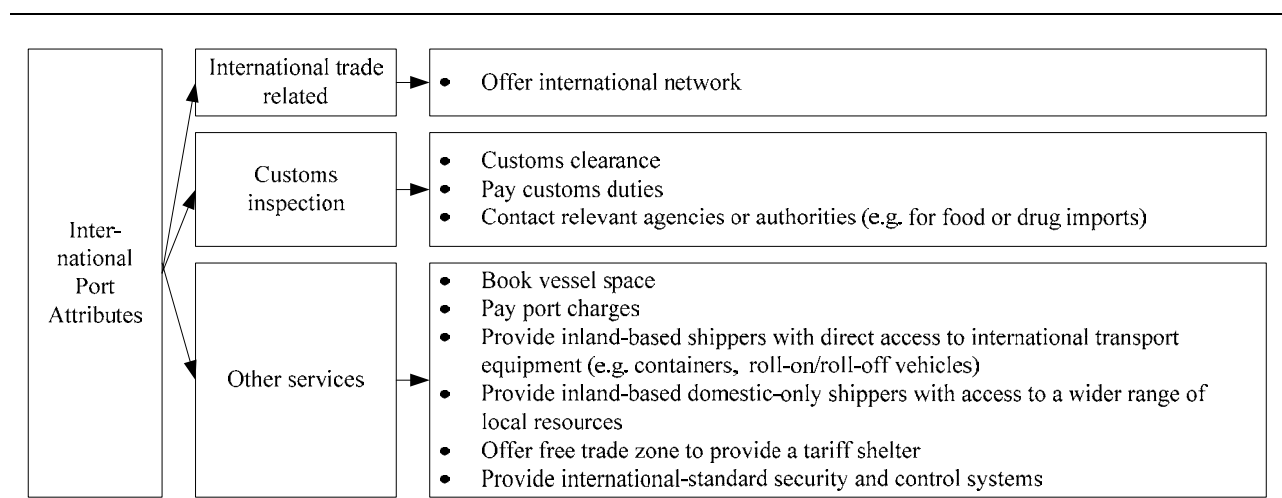 Inter-
national
Port
Attributes
International trade
related
• Offer international network
Customs
inspection
• Customs clearance
• Pay customs duties
• Contact relevant agencies or authorities (e.g. for food or drug imports)
Other services
• Book vessel space
• Pay port charges
• Provide inland-based shippers with direct access to international transport
equipment (e.g. containers, roll-on/roll-off vehicles)
• Provide inland-based domestic-only shippers with access to a wider range of
local resources
• Offer free trade zone to provide a tariff shelter
• Provide international-standard security and control systems